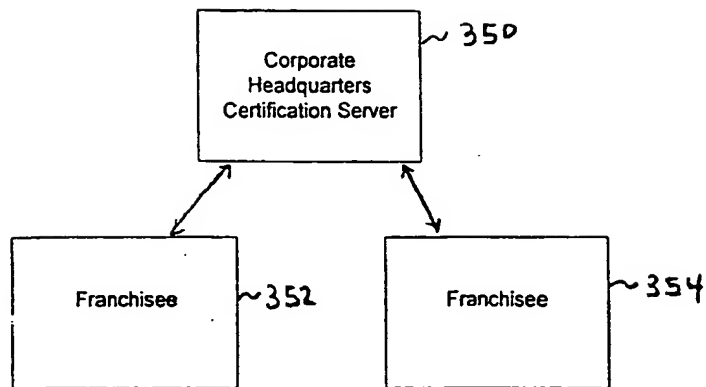 350
Corporate
Headquarters
Certification Server
Franchisee 352
Franchisee 354